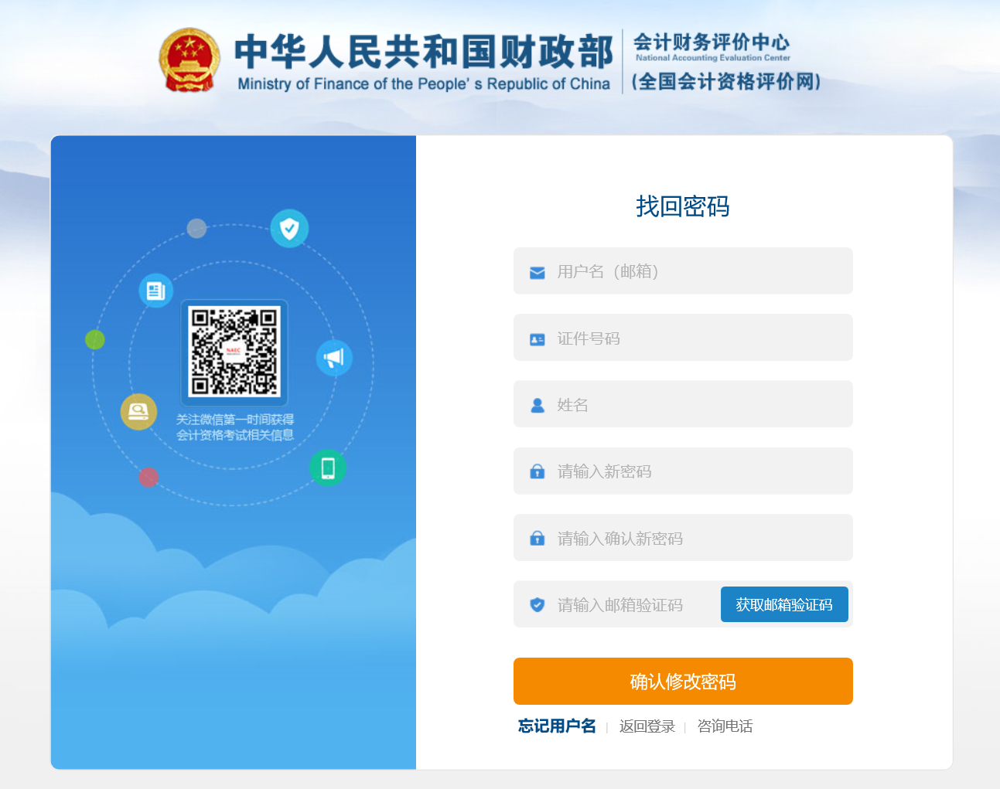 中华人民共和国财政部
Ministry of Finance of the People's Republic of China
会计财务评价中心
National Accounting Evaluation Center
(全国会计资格评价网)
NAEC
关注微信第一时间获得
会计资格考试相关信息
找回密码
用户名（邮箱）
证件号码
姓名
请输入新密码
请输入确认新密码
请输入邮箱验证码 获取邮箱验证码
确认修改密码
忘记用户名 | 返回登录 | 咨询电话